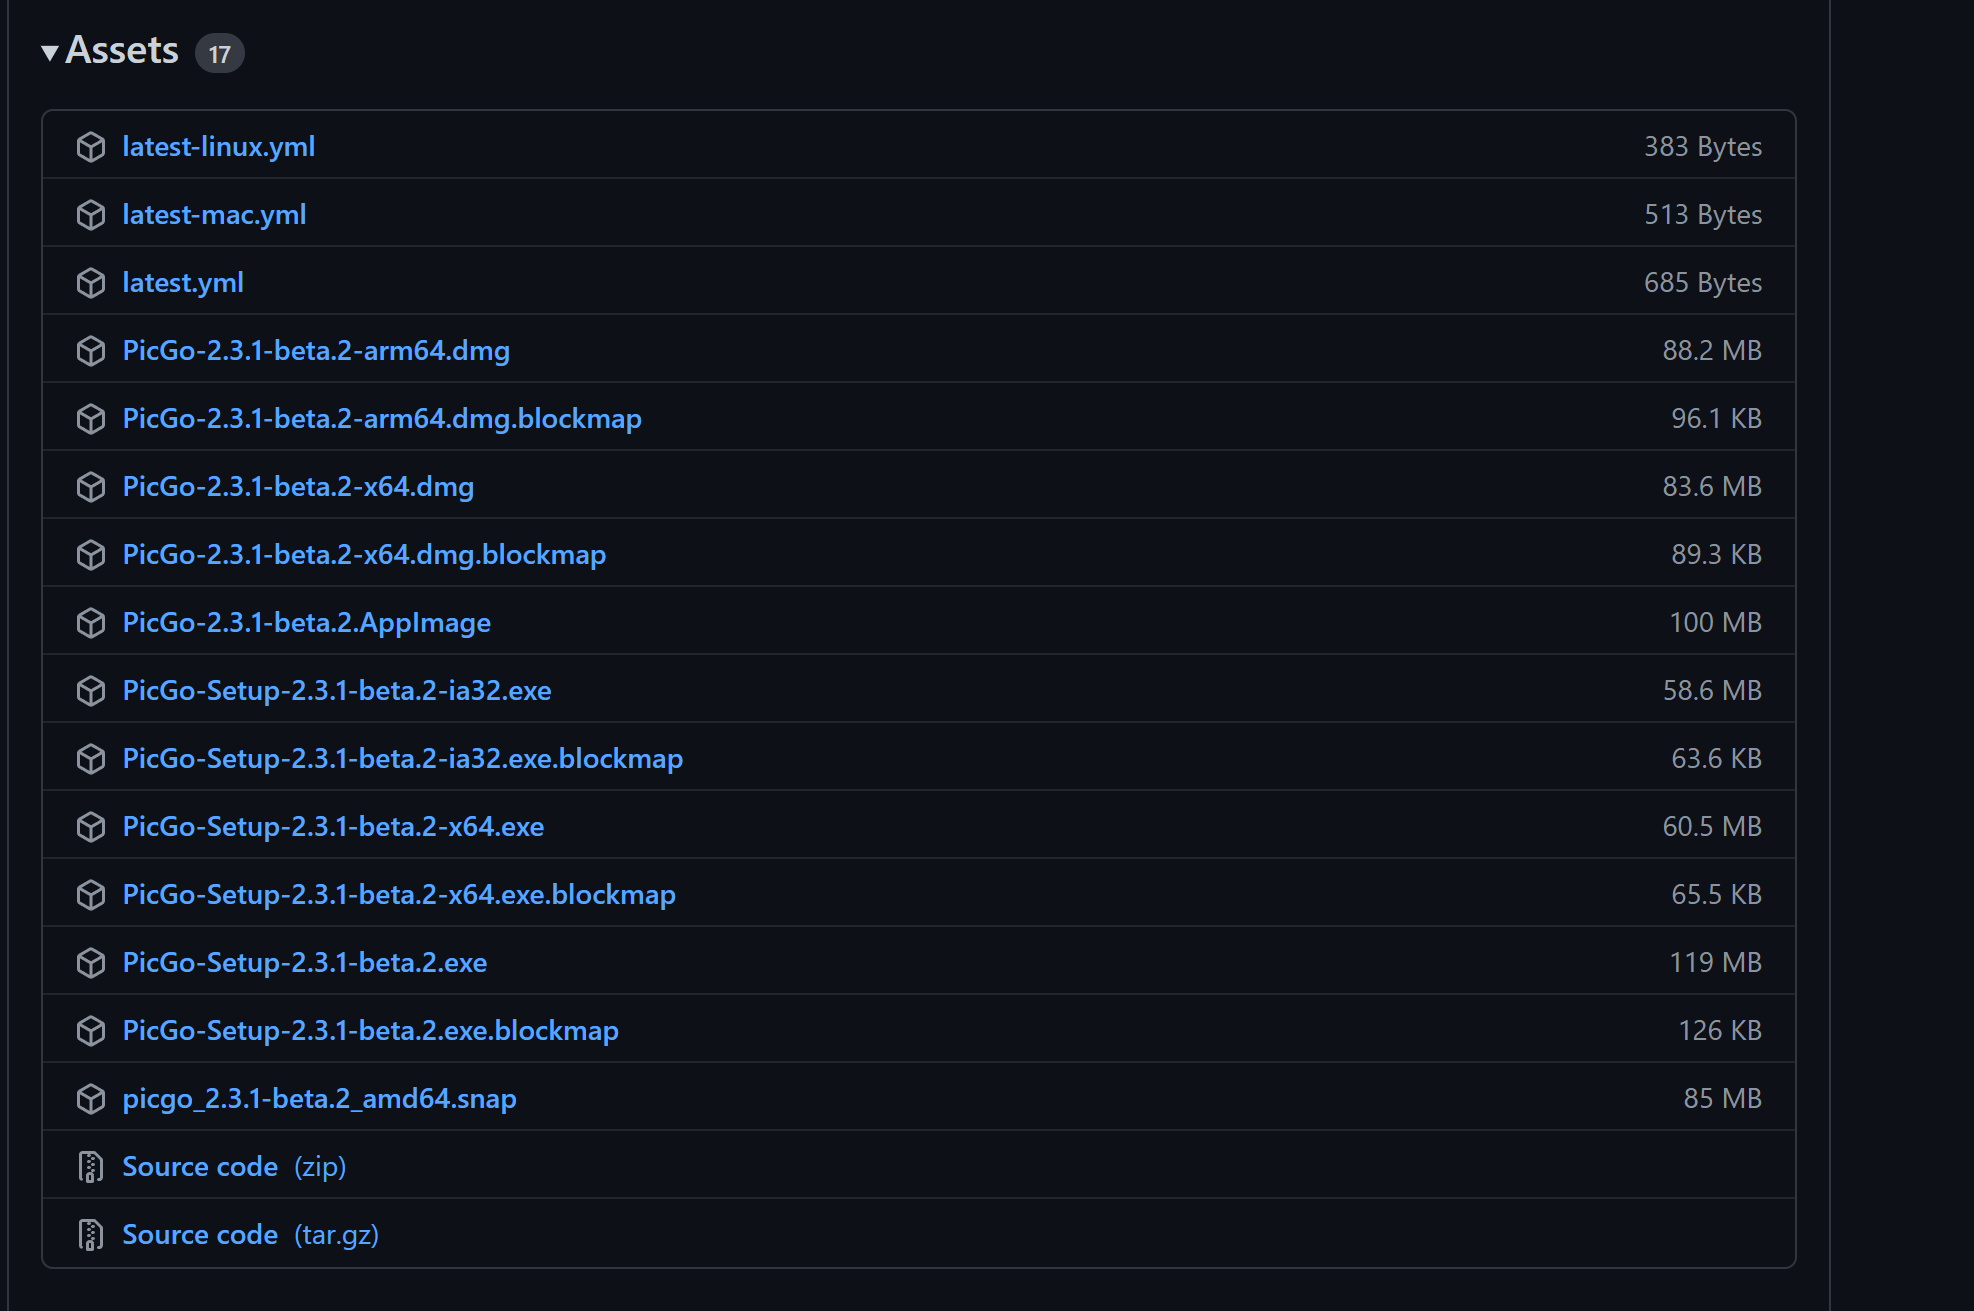 Assets 17
latest-linux.yml 383 Bytes
latest-mac.yml 513 Bytes
latest.yml 685 Bytes
PicGo-2.3.1-beta.2-arm64.dmg 88.2 MB
PicGo-2.3.1-beta.2-arm64.dmg.blockmap 96.1 KB
PicGo-2.3.1-beta.2-x64.dmg 83.6 MB
PicGo-2.3.1-beta.2-x64.dmg.blockmap 89.3 KB
PicGo-2.3.1-beta.2.AppImage 100 MB
PicGo-Setup-2.3.1-beta.2-ia32.exe 58.6 MB
PicGo-Setup-2.3.1-beta.2-ia32.exe.blockmap 63.6 KB
PicGo-Setup-2.3.1-beta.2-x64.exe 60.5 MB
PicGo-Setup-2.3.1-beta.2-x64.exe.blockmap 65.5 KB
PicGo-Setup-2.3.1-beta.2.exe 119 MB
PicGo-Setup-2.3.1-beta.2.exe.blockmap 126 KB
picgo_2.3.1-beta.2_amd64.snap 85 MB
Source code (zip)
Source code (tar.gz)